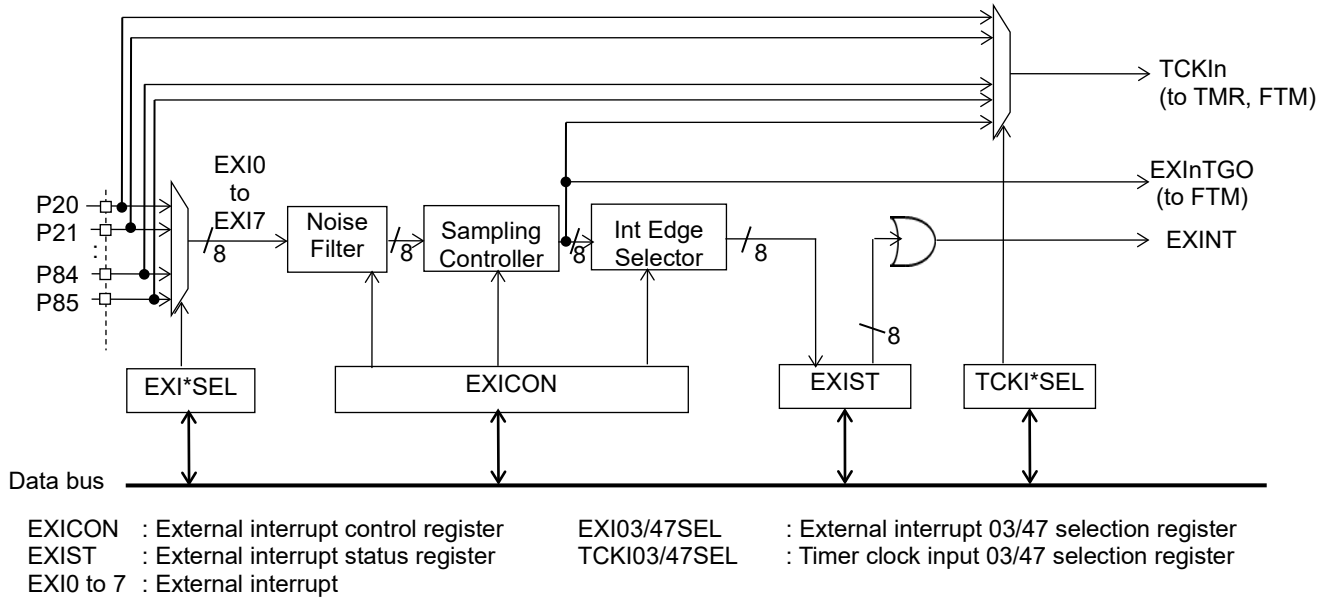 TCKIn
(to TMR, FTM)
EXI0
to
EXI7
EXInTGO
(to FTM)
P20
P21
:
P84
P85
Noise
Filter
Sampling
Controller
Int Edge
Selector
EXINT
8
8
8
8
8
EXI*SEL
EXICON
EXIST
TCKI*SEL
Data bus
EXICON : External interrupt control register
EXI03/47SEL : External interrupt 03/47 selection register
EXIST : External interrupt status register
TCKI03/47SEL : Timer clock input 03/47 selection register
EXI0 to 7 : External interrupt